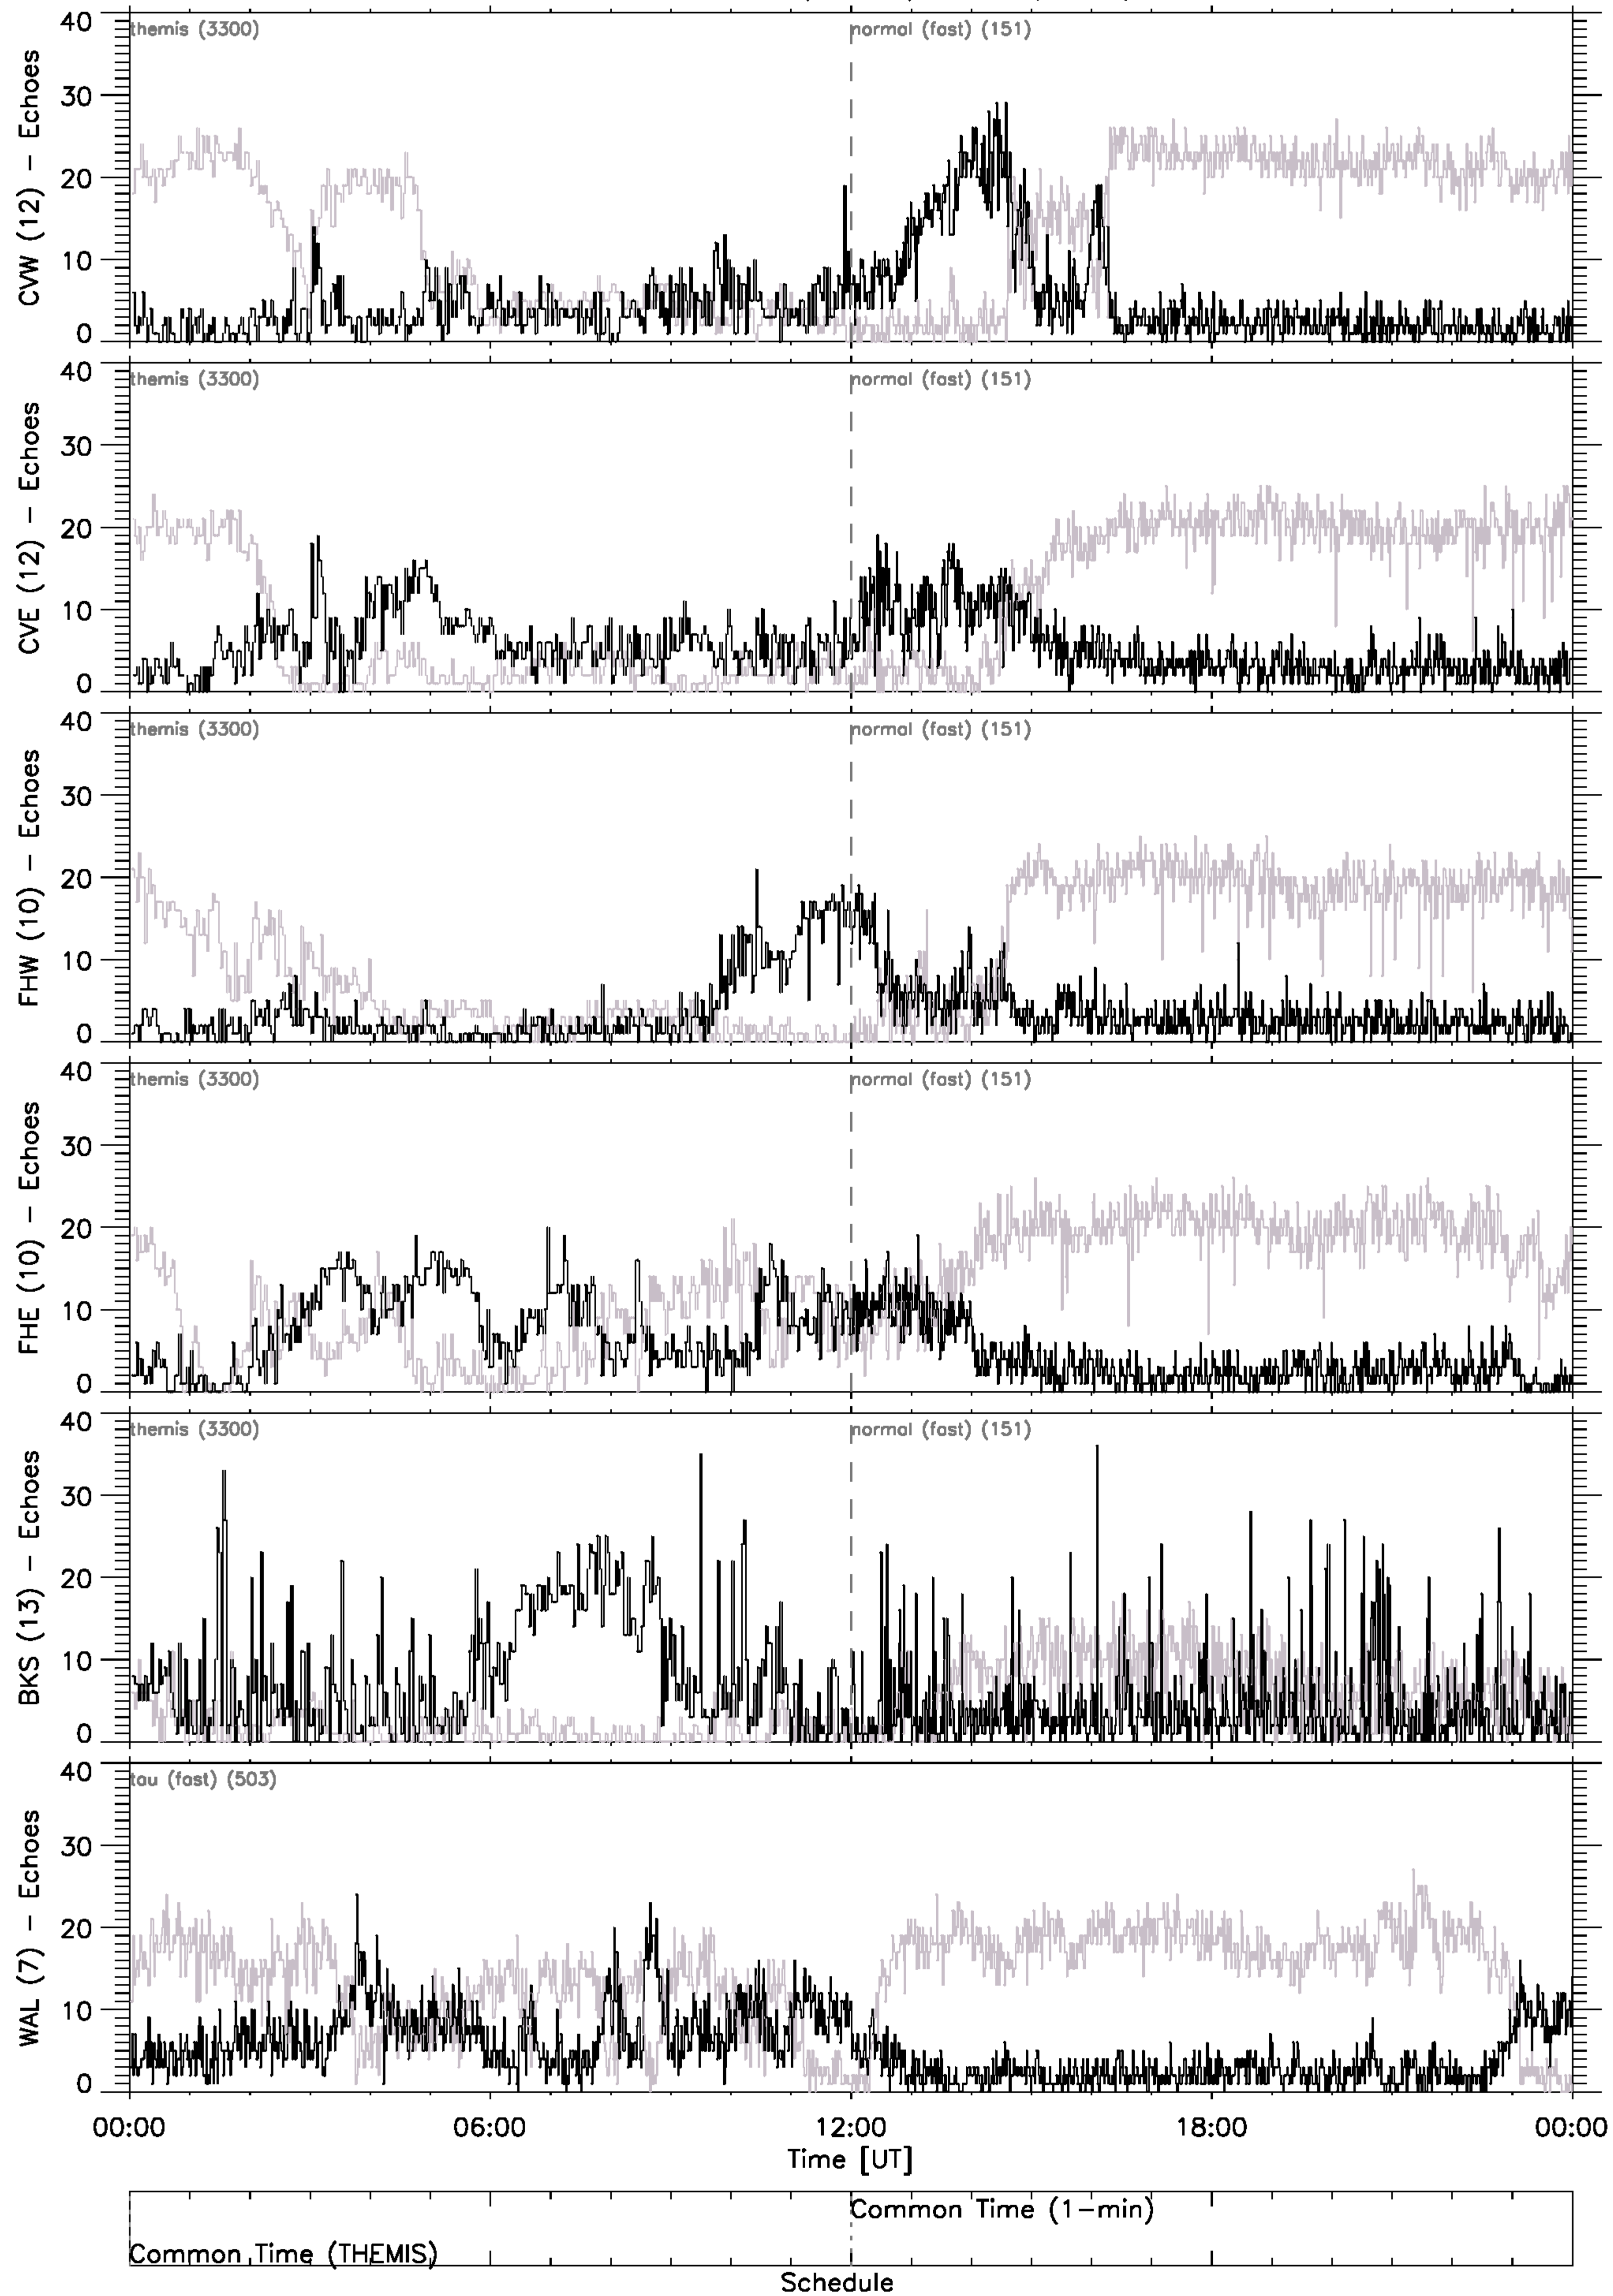 themis (3300) normal (fast) (151)
40
30
20
10
0
CVW (12) - Echoes
themis (3300) normal (fast) (151)
40
30
20
10
0
CVE (12) - Echoes
themis (3300) normal (fast) (151)
40
30
20
10
0
FHW (10) - Echoes
themis (3300) normal (fast) (151)
40
30
20
10
0
FHE (10) - Echoes
themis (3300) normal (fast) (151)
40
30
20
10
0
BKS (13) - Echoes
tau (fast) (503)
40
30
20
10
0
WAL (7) - Echoes
00:00 06:00 12:00 18:00 00:00
Time [UT]
Common Time (1-min)
Common Time (THEMIS)
Schedule